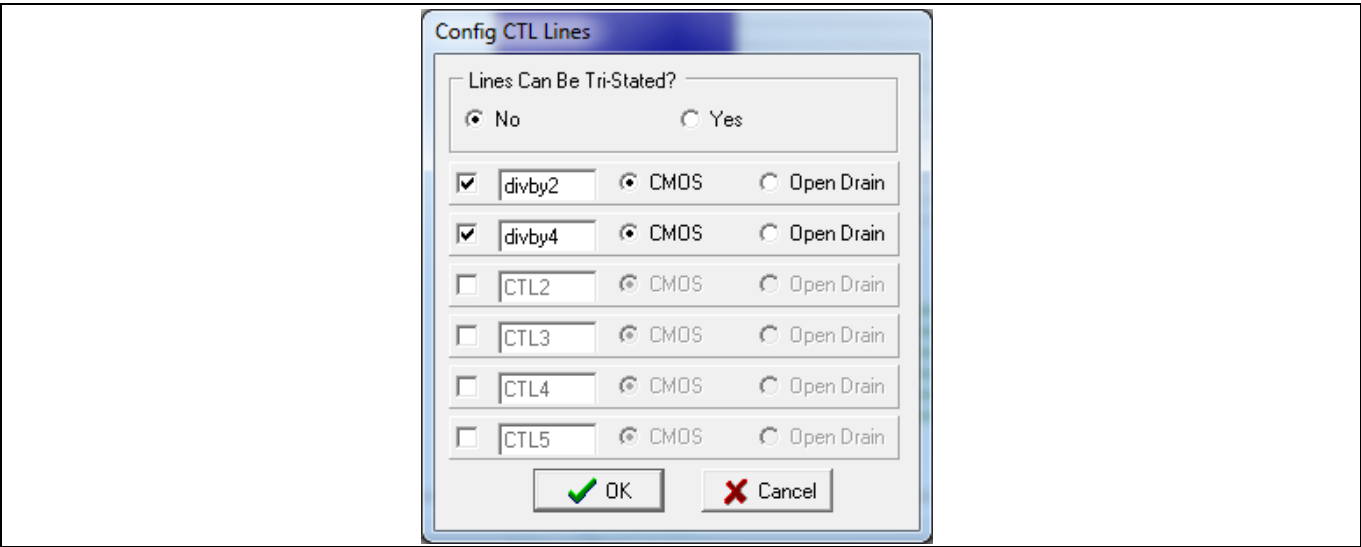 Config CTL Lines
Lines Can Be Tri-Stated?
No Yes
divby2 CMOS Open Drain
divby4 CMOS Open Drain
CTL2 CMOS Open Drain
CTL3 CMOS Open Drain
CTL4 CMOS Open Drain
CTL5 CMOS Open Drain
OK Cancel